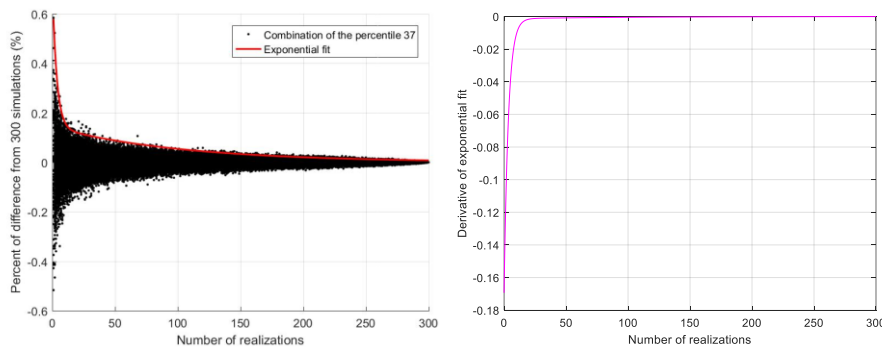 Percent of difference from 300 simulations (%)
0.6
0.4
0.2
0
-0.2
-0.4
-0.6
Combination of the percentile 37
Exponential fit
0 50 100 150 200 250 300
Number of realizations
Derivative of exponential fit
0
-0.02
-0.04
-0.06
-0.08
-0.1
-0.12
-0.14
-0.16
-0.18
0 50 100 150 200 250 300
Number of realizations